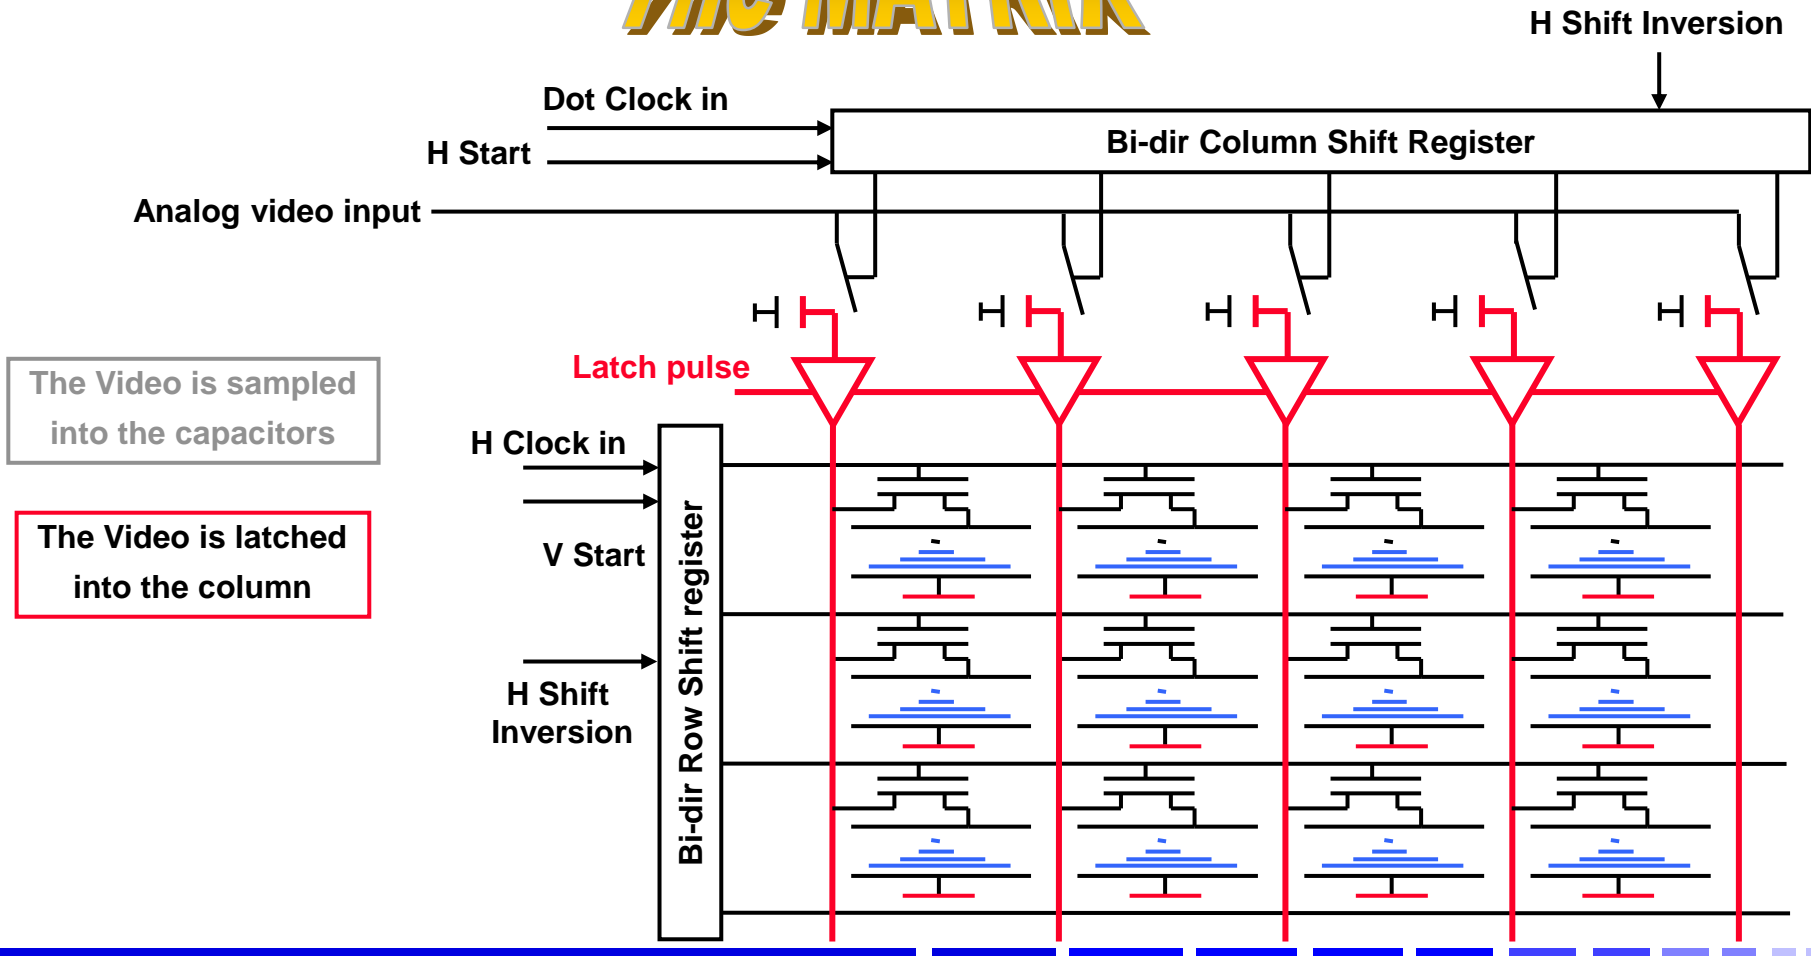 MATRIX
H Shift Inversion
Dot Clock in
Bi-dir Column Shift Register
H Start
Analog video input
Latch pulse
The Video is sampled
into the capacitors
H Clock in
The Video is latched
into the column
V Start
Bi-dir Row Shift register
H Shift
Inversion